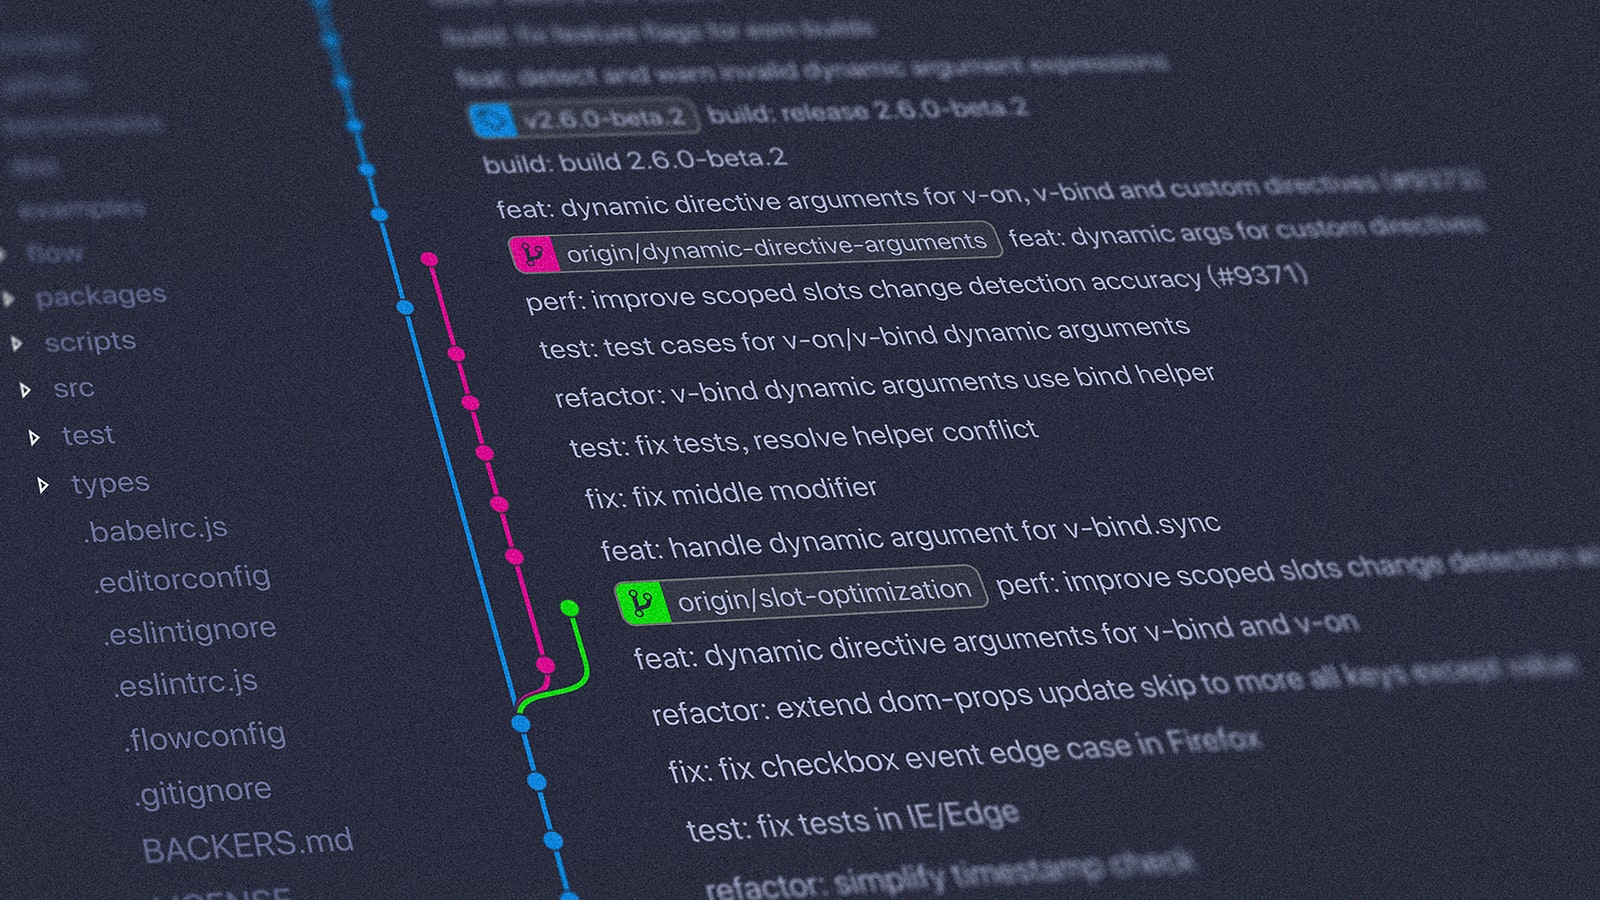 build: fix feature flags for esm builds
feat: detect and warn invalid dynamic argument expressions
v2.6.0-beta.2 build: release 2.6.0-beta.2
build: build 2.6.0-beta.2
feat: dynamic directive arguments for v-on, v-bind and custom directives (#9373)
origin/dynamic-directive-arguments feat: dynamic args for custom directives
perf: improve scoped slots change detection accuracy (#9371)
test: test cases for v-on/v-bind dynamic arguments
refactor: v-bind dynamic arguments use bind helper
test: fix tests, resolve helper conflict
fix: fix middle modifier
feat: handle dynamic argument for v-bind.sync
origin/slot-optimization perf: improve scoped slots change detection
feat: dynamic directive arguments for v-bind and v-on
refactor: extend dom-props update skip to more all keys except value
fix: fix checkbox event edge case in Firefox
test: fix tests in IE/Edge
refactor: simplify timestamp check
examples
flow
packages
scripts
src
test
types
.babelrc.js
.editorconfig
.eslintignore
.eslintrc.js
.flowconfig
.gitignore
BACKERS.md
LICENSE